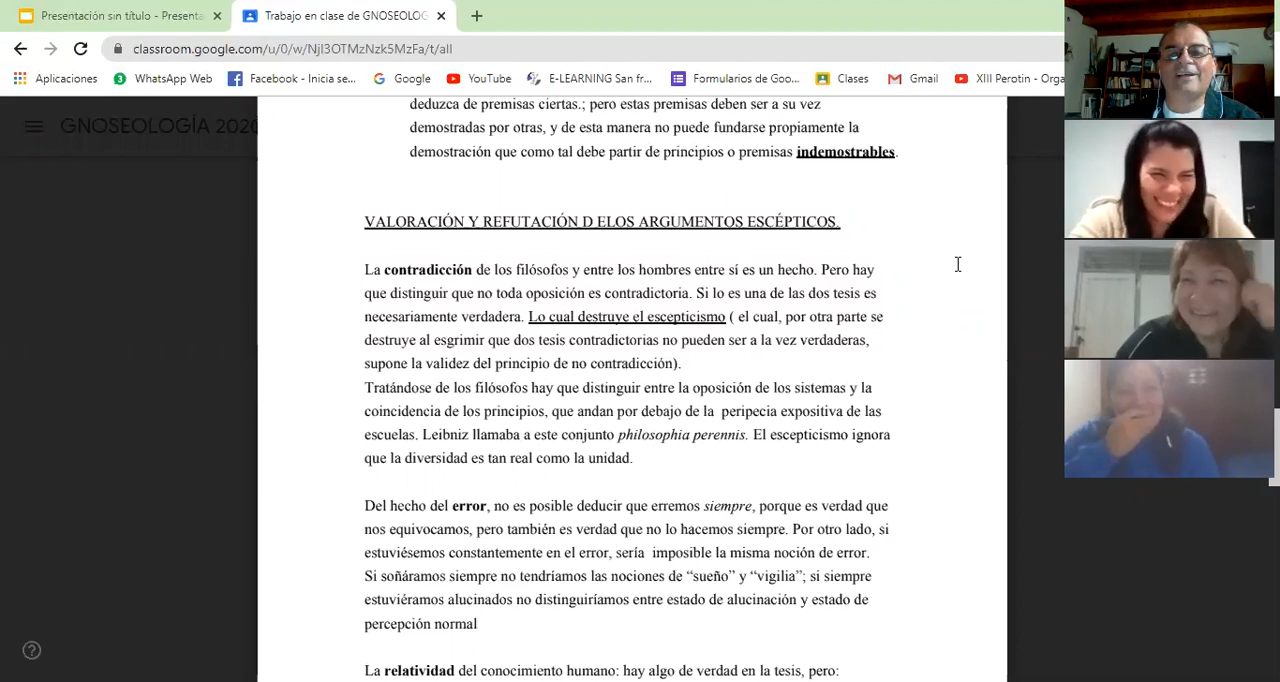 Presentación sin título - Presenta
Trabajo en clase de GNOSEOLOG
classroom.google.com/u/0/w/NjI3OTMzNzk5MzFa/t/all
Aplicaciones
WhatsApp Web
Facebook - Inicia se...
Google
YouTube
E-LEARNING San fr...
Formularios de Goo...
Clases
Gmail
XIII Perotin - Orga
GNOSEOLOGÍA 2020
deduzca de premisas ciertas.; pero estas premisas deben ser a su vez
demostradas por otras, y de esta manera no puede fundarse propiamente la
demostración que como tal debe partir de principios o premisas indemostrables.
VALORACIÓN Y REFUTACIÓN D ELOS ARGUMENTOS ESCÉPTICOS.
La contradicción de los filósofos y entre los hombres entre sí es un hecho. Pero hay
que distinguir que no toda oposición es contradictoria. Si lo es una de las dos tesis es
necesariamente verdadera. Lo cual destruye el escepticismo ( el cual, por otra parte se
destruye al esgrimir que dos tesis contradictorias no pueden ser a la vez verdaderas,
supone la validez del principio de no contradicción).
Tratándose de los filósofos hay que distinguir entre la oposición de los sistemas y la
coincidencia de los principios, que andan por debajo de la peripecia expositiva de las
escuelas. Leibniz llamaba a este conjunto philosophia perennis. El escepticismo ignora
que la diversidad es tan real como la unidad.
Del hecho del error, no es posible deducir que erremos siempre, porque es verdad que
nos equivocamos, pero también es verdad que no lo hacemos siempre. Por otro lado, si
estuviésemos constantemente en el error, sería imposible la misma noción de error.
Si soñáramos siempre no tendríamos las nociones de “sueño” y “vigilia”; si siempre
estuviéramos alucinados no distinguiríamos entre estado de alucinación y estado de
percepción normal
La relatividad del conocimiento humano: hay algo de verdad en la tesis, pero: